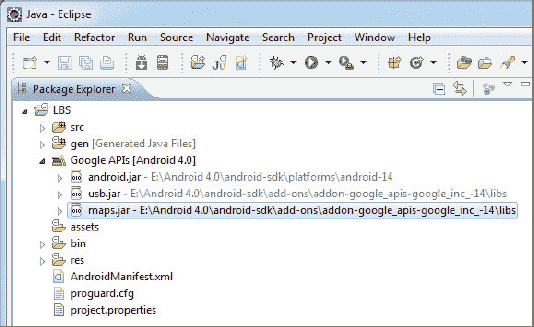 Java - Eclipse
File Edit Refactor Run Source Navigate Search Project Window Help
Package Explorer
LBS
src
gen [Generated Java Files]
Google APIs [Android 4.0]
android.jar - E:\Android 4.0\android-sdk\platforms\android-14
usb.jar - E:\Android 4.0\android-sdk\add-ons\addon-google_apis-google_inc_-14\libs
maps.jar - E:\Android 4.0\android-sdk\add-ons\addon-google_apis-google_inc_-14\libs
assets
bin
res
AndroidManifest.xml
proguard.cfg
project.properties